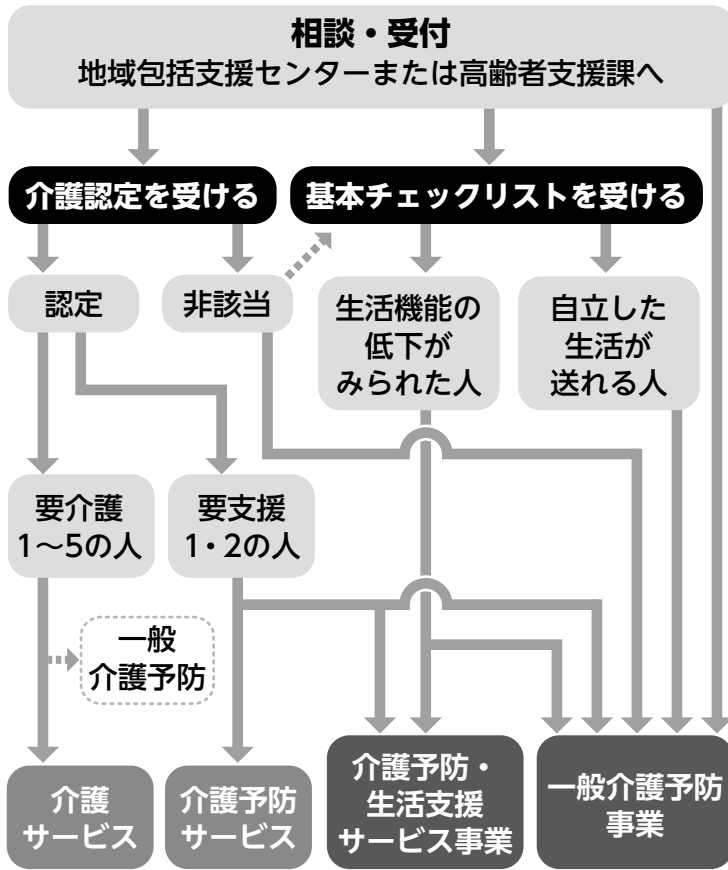 相談・受付
地域包括支援センターまたは高齢者支援課へ
介護認定を受ける
基本チェックリストを受ける
認定
非該当
生活機能の
低下が
みられた人
自立した
生活が
送れる人
要介護
1～5の人
要支援
1・2の人
一般
介護予防
介護
サービス
介護予防
サービス
介護予防・
生活支援
サービス事業
一般介護予防
事業